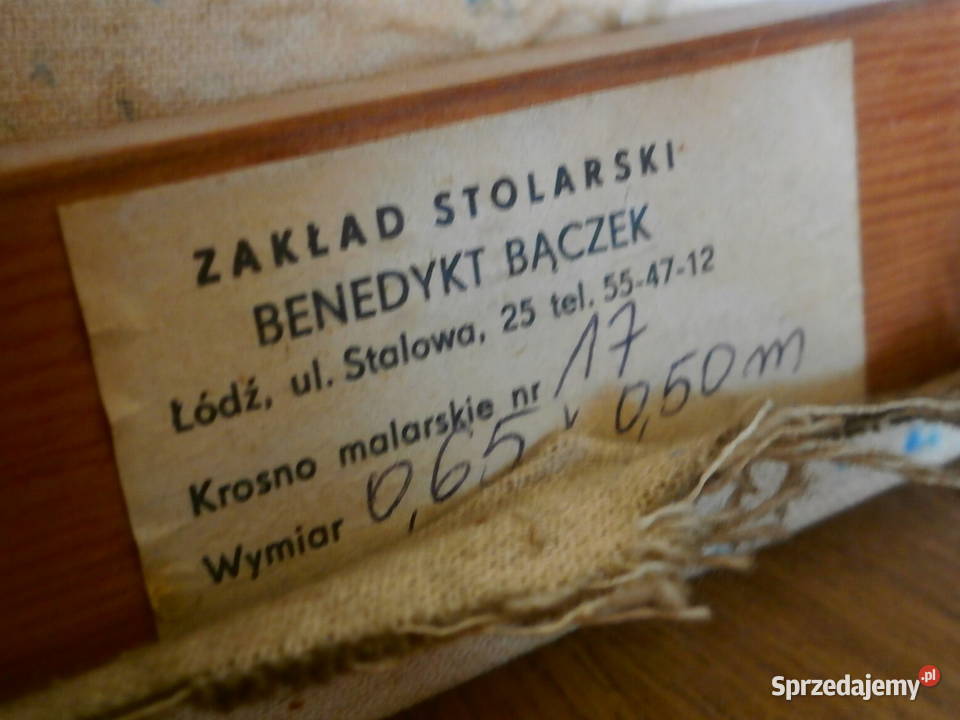 ZAKŁAD STOLARSKI
BENEDYKT BĄCZEK
Łódź, ul. Stalowa, 25 tel. 55-47-12
Krosno malarskie nr 17
Wymiar 0,65 x 0,50 m
Sprzedajemy.pl